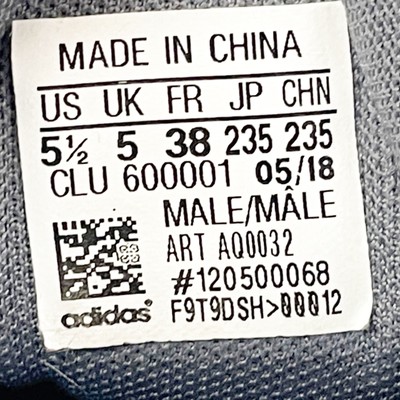 MADE IN CHINA
US UK FR JP CHN
5½ 5 38 235 235
CLU 600001 05/18
MALE/MÂLE
ART AQ0032
#120500068
adidas® F9T9DSH>00012